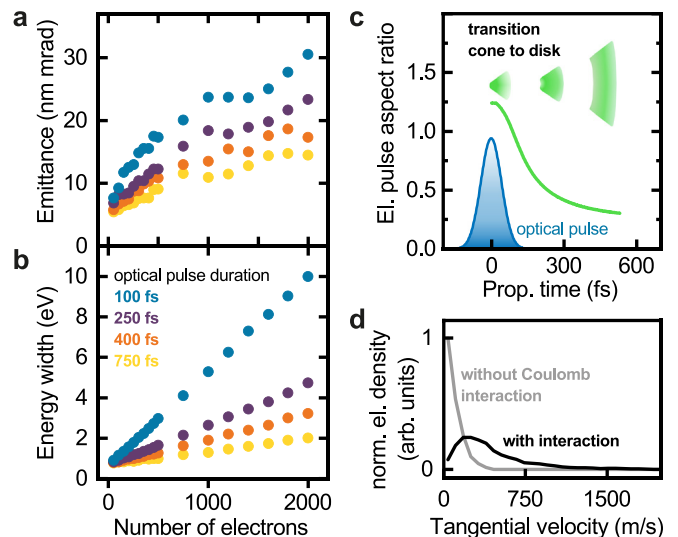 a
Emittance (nm mrad)
30
20
10
0
b
Energy width (eV)
10
8
6
4
2
0
optical pulse duration
100 fs
250 fs
400 fs
750 fs
0
1000
2000
Number of electrons
c
El. pulse aspect ratio
1.5
1.0
0.5
0.0
transition
cone to disk
optical pulse
0
300
600
Prop. time (fs)
d
norm. el. density
(arb. units)
1
0
without Coulomb
interaction
with interaction
0
750
1500
Tangential velocity (m/s)